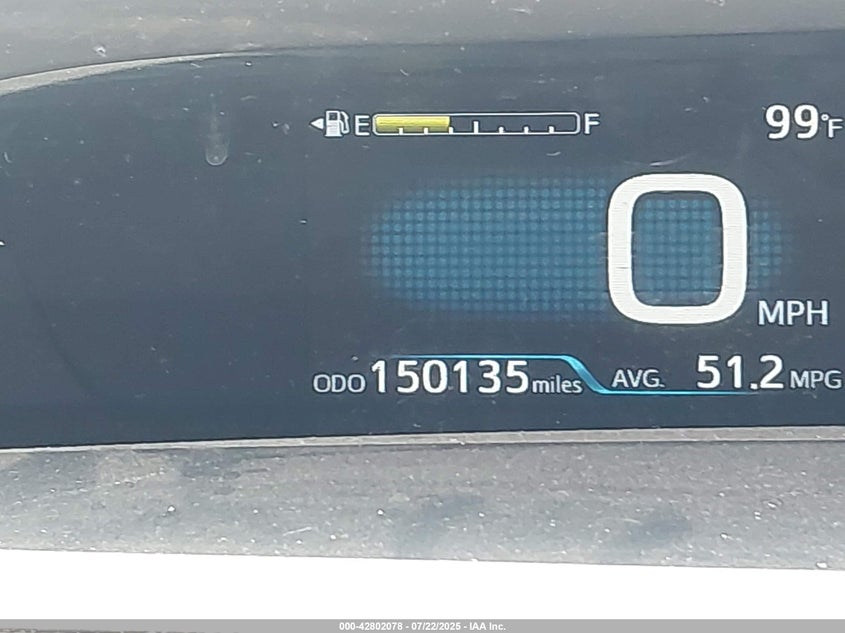 E F 99°F
0 MPH
ODO 150135 miles AVG. 51.2 MPG
000-42802078 - 07/22/2025 - IAA Inc.